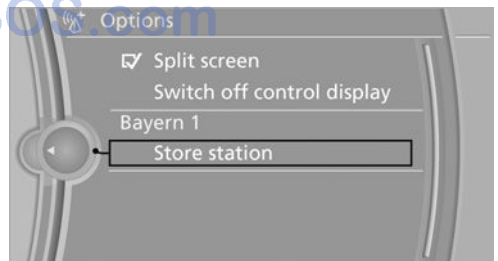 Options
Split screen
Switch off control display
Bayern 1
Store station